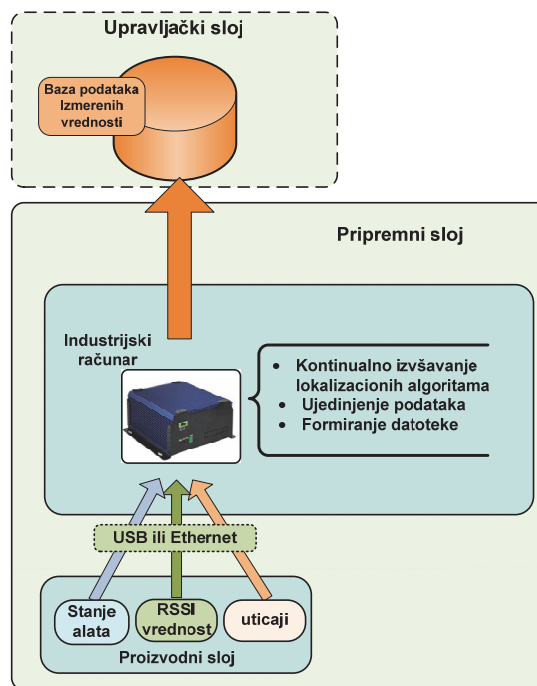 Upravljački sloj
Baza podataka
Izmerenih
vrednosti
Pripremni sloj
Industrijski
računar
• Kontinualno izvšavanje
lokalizacionih algoritama
• Ujedinjenje podataka
• Formiranje datoteke
USB ili Ethernet
Stanje
alata
RSSI
vrednost
uticaji
Proizvodni sloj